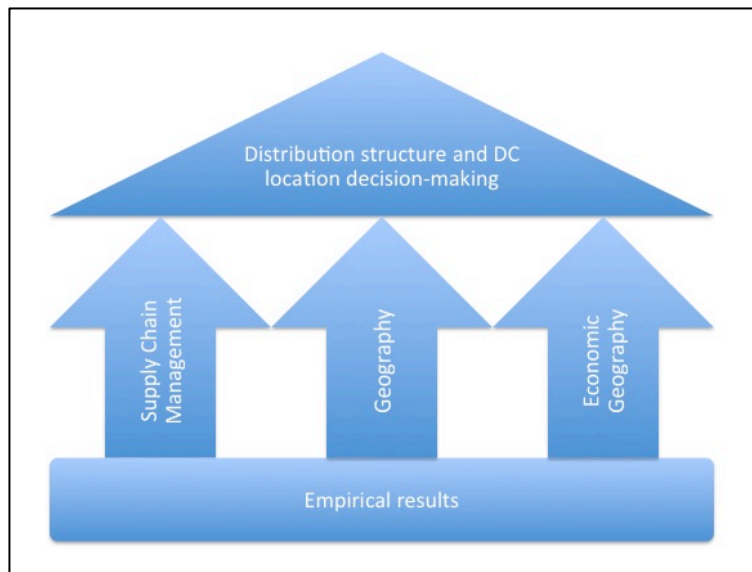 Distribution structure and DC
location decision-making
Supply Chain
Management
Geography
Economic
Geography
Empirical results